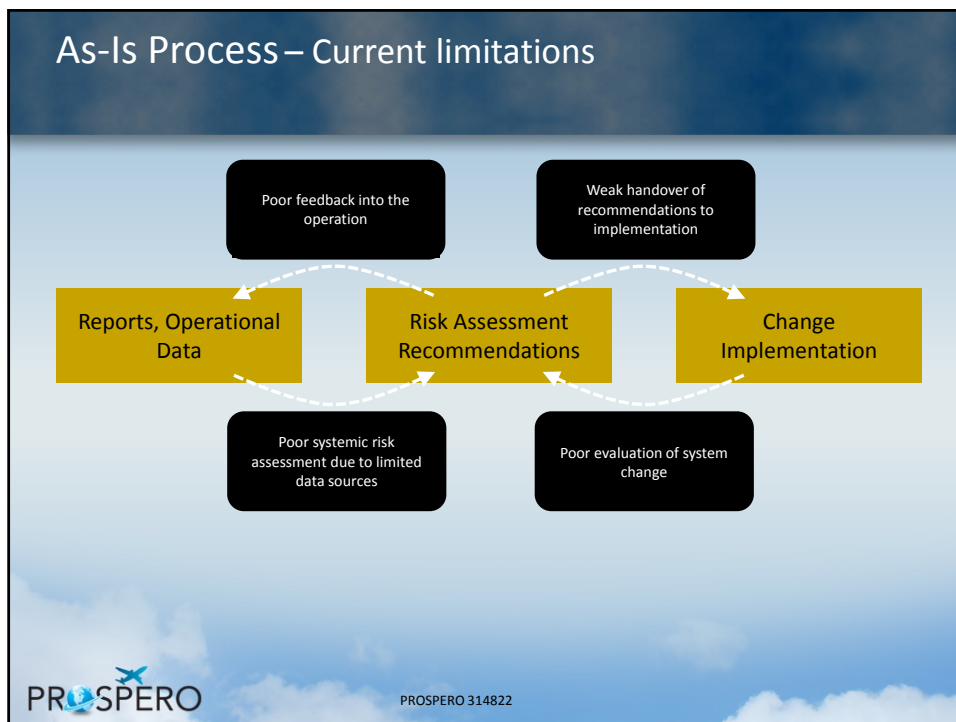 As-Is Process – Current limitations
Poor feedback into the
operation
Weak handover of
recommendations to
implementation
Reports, Operational
Data
Risk Assessment
Recommendations
Change
Implementation
Poor systemic risk
assessment due to limited
data sources
Poor evaluation of system
change
PROSPERO
PROSPERO 314822